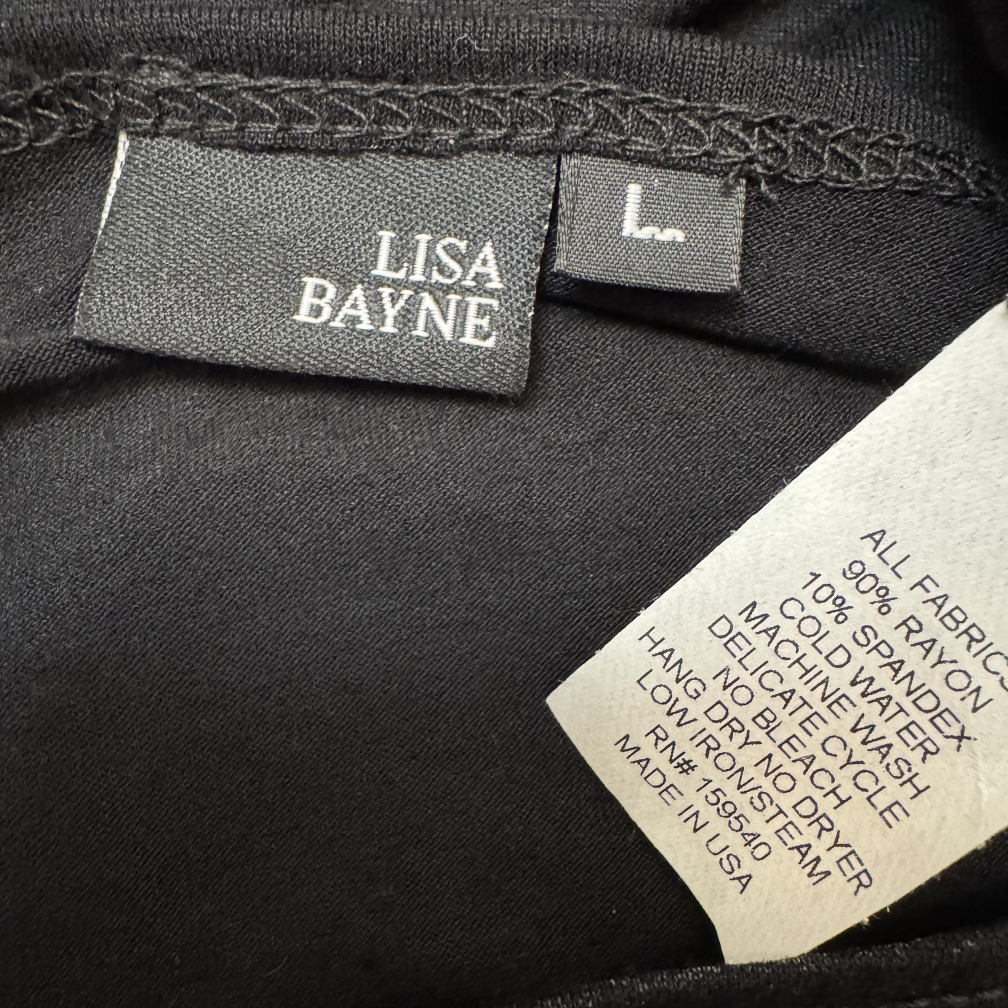 LISA
BAYNE
L
ALL FABRICS
90% RAYON
10% SPANDEX
COLD WATER
MACHINE WASH
DELICATE CYCLE
NO BLEACH
HANG DRY NO DRYER
LOW IRON/STEAM
RN# 159540
MADE IN USA